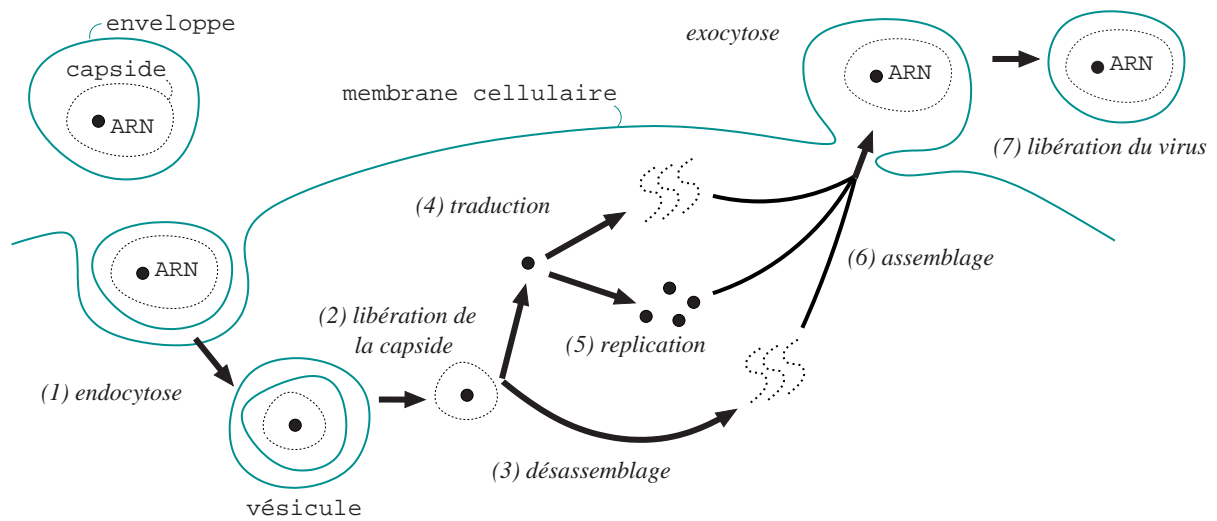 enveloppe
capside
ARN
membrane cellulaire
exocytose
ARN
ARN
(7) libération du virus
(4) traduction
ARN
(6) assemblage
(2) libération de
la capside
(5) replication
(1) endocytose
(3) désassemblage
vésicule